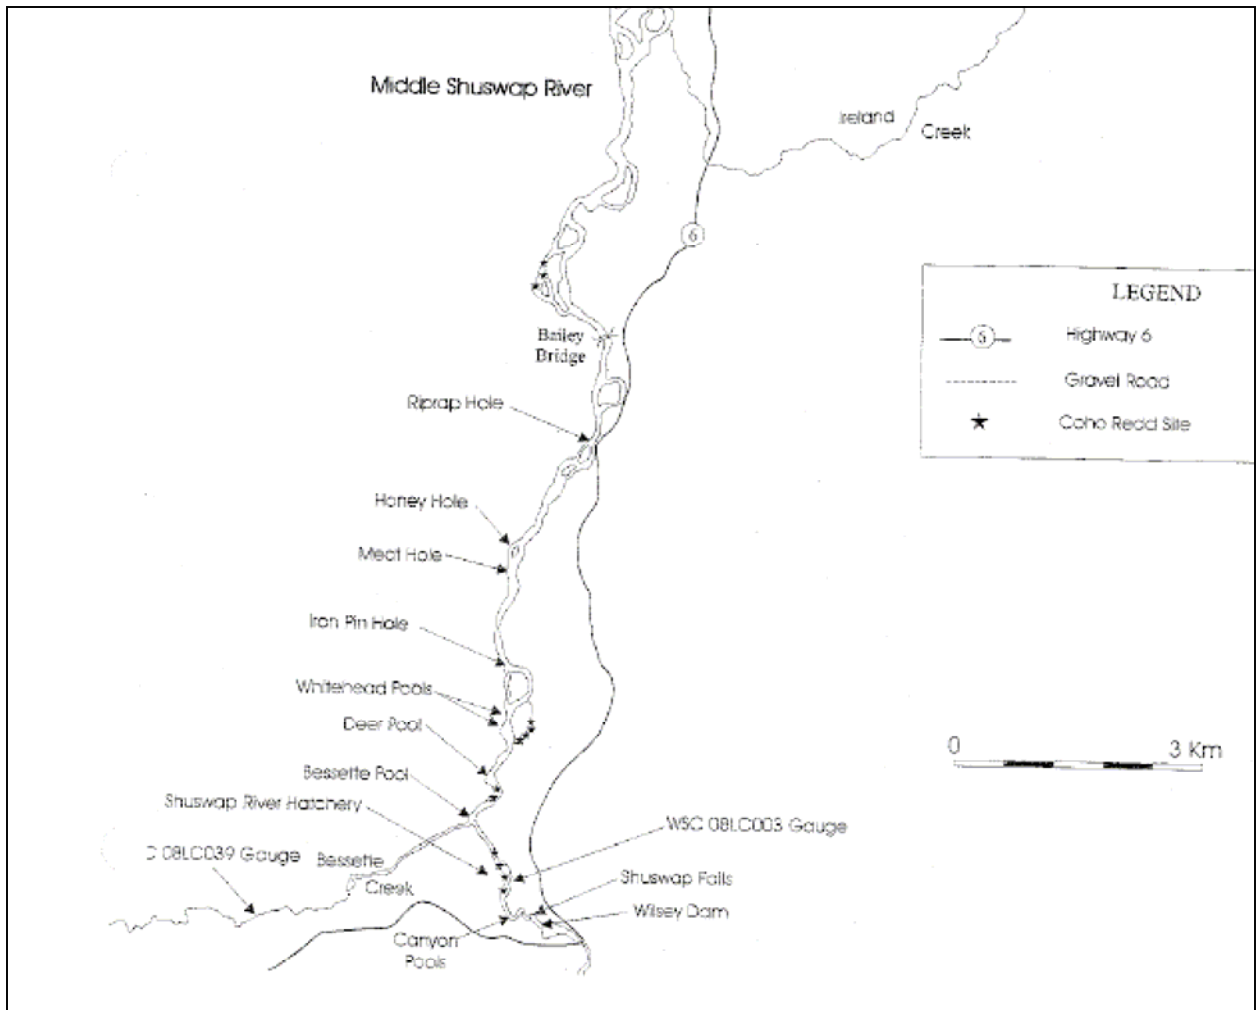 Middle Shuswap River
Ireland
Creek
6
LEGEND
6 Highway 6
Gravel Road
Coho Redd Site
Bailey
Bridge
Riprap Hole
Honey Hole
Meat Hole
Iron Pin Hole
Whitehead Pools
Deer Pool
0 3 Km
Bessette Pool
Shuswap River Hatchery
WSC 08LC003 Gauge
C 08LC039 Gauge
Bessette
Creek
Shuswap Falls
Wilsey Dam
Canyon
Pools